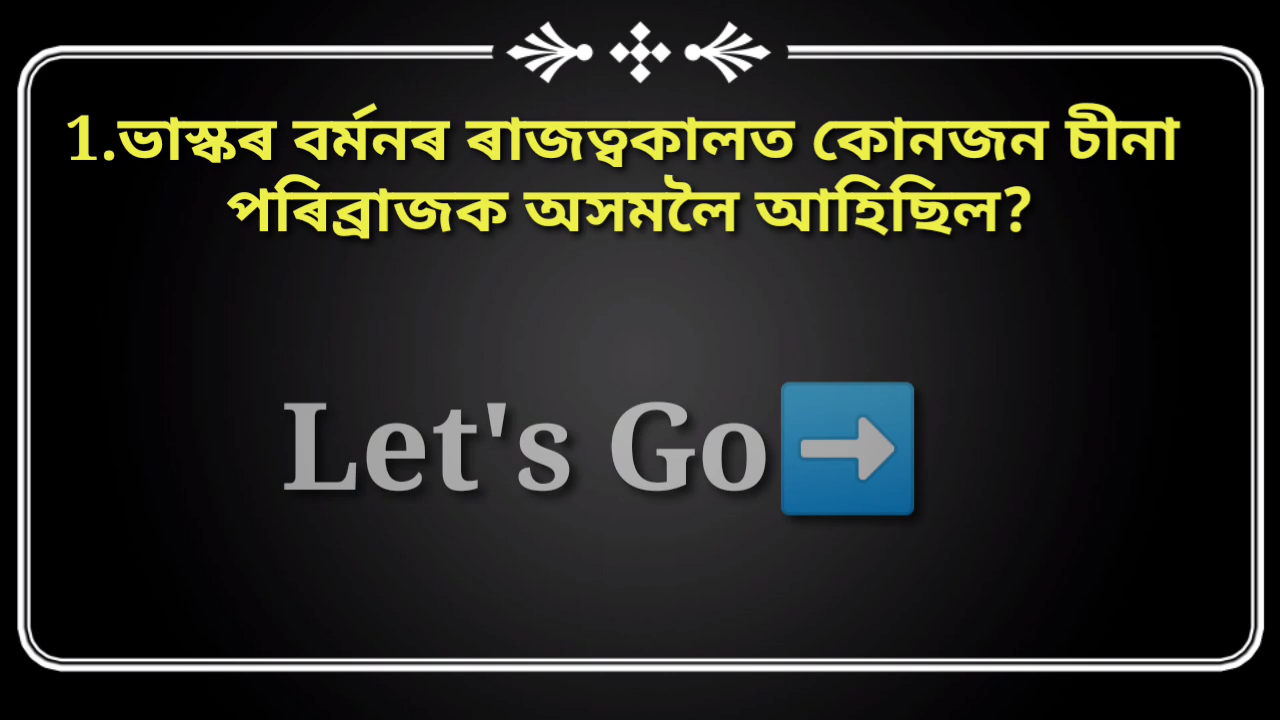 1.ভাস্কৰ বৰ্মনৰ ৰাজত্বকালত কোনজন চীনা
পৰিব্ৰাজক অসমলৈ আহিছিল?
Let's Go➡